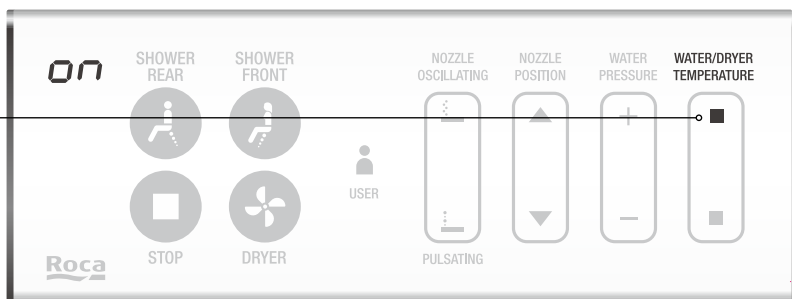 on
SHOWER
REAR
SHOWER
FRONT
NOZZLE
OSCILLATING
NOZZLE
POSITION
WATER
PRESSURE
WATER/DRYER
TEMPERATURE
USER
STOP
DRYER
PULSATING
Roca